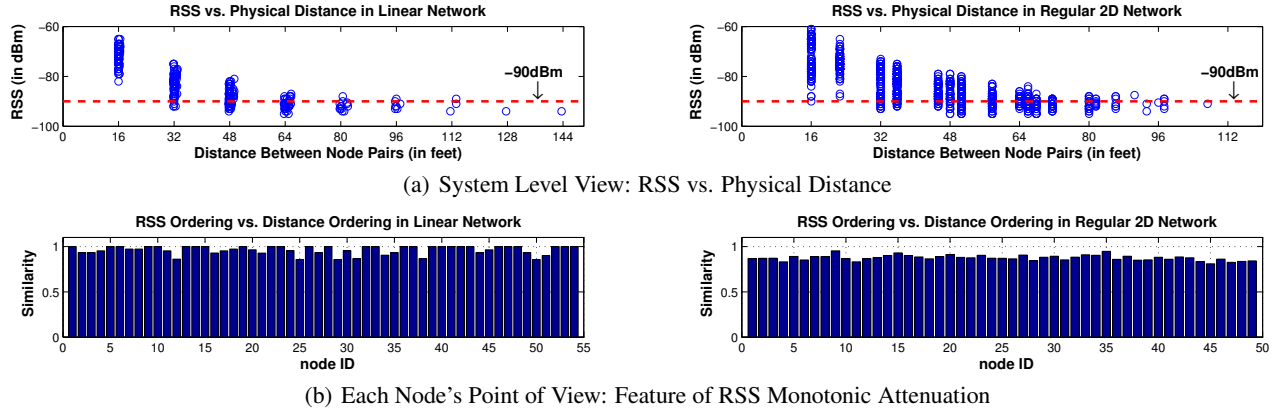 RSS vs. Physical Distance in Linear Network
−60
−80
−100
RSS (in dBm)
−90dBm
0 16 32 48 64 80 96 112 128 144
Distance Between Node Pairs (in feet)
RSS vs. Physical Distance in Regular 2D Network
−60
−80
−100
RSS (in dBm)
−90dBm
0 16 32 48 64 80 96 112
Distance Between Node Pairs (in feet)
(a) System Level View: RSS vs. Physical Distance
RSS Ordering vs. Distance Ordering in Linear Network
1
0.5
0
Similarity
0 5 10 15 20 25 30 35 40 45 50 55
node ID
RSS Ordering vs. Distance Ordering in Regular 2D Network
1
0.5
0
Similarity
0 5 10 15 20 25 30 35 40 45 50
node ID
(b) Each Node's Point of View: Feature of RSS Monotonic Attenuation